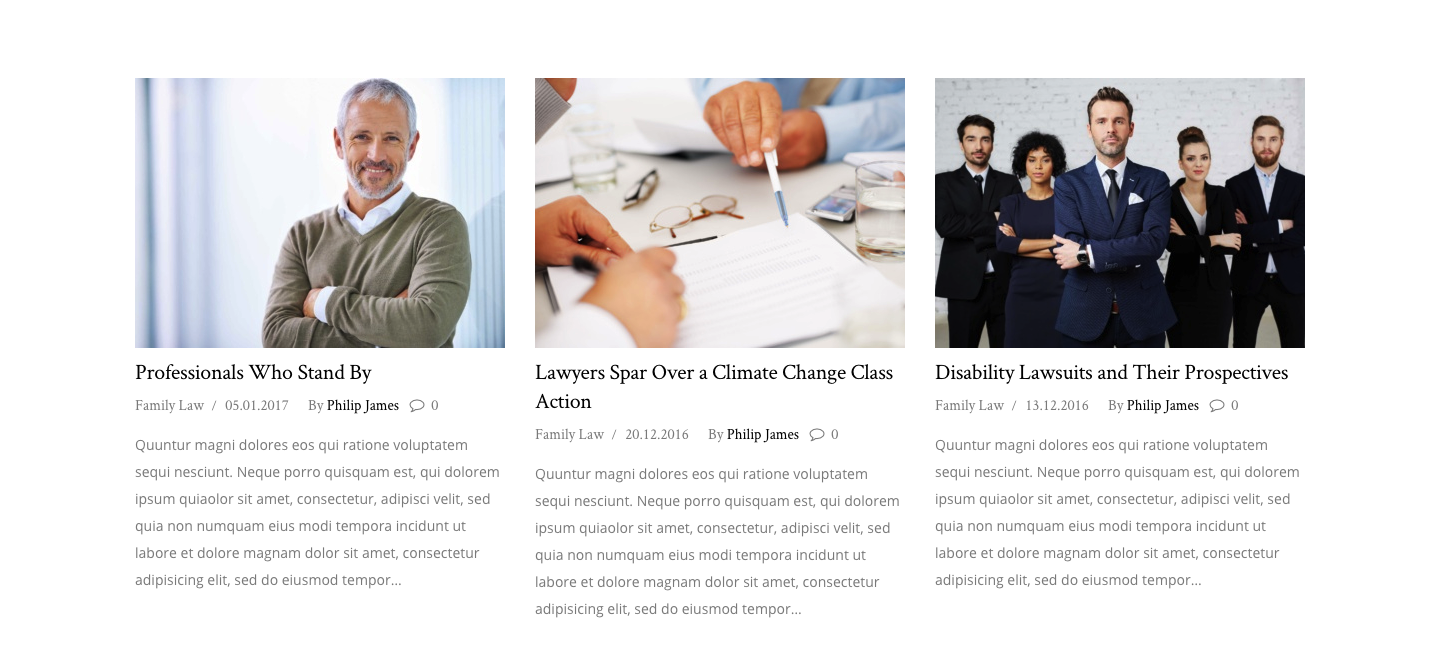 Professionals Who Stand By
Family Law / 05.01.2017 By Philip James 0
Quuntur magni dolores eos qui ratione voluptatem
sequi nesciunt. Neque porro quisquam est, qui dolorem
ipsum quiaolor sit amet, consectetur, adipisci velit, sed
quia non numquam eius modi tempora incidunt ut
labore et dolore magnam dolor sit amet, consectetur
adipisicing elit, sed do eiusmod tempor...
Lawyers Spar Over a Climate Change Class
Action
Family Law / 20.12.2016 By Philip James 0
Quuntur magni dolores eos qui ratione voluptatem
sequi nesciunt. Neque porro quisquam est, qui dolorem
ipsum quiaolor sit amet, consectetur, adipisci velit, sed
quia non numquam eius modi tempora incidunt ut
labore et dolore magnam dolor sit amet, consectetur
adipisicing elit, sed do eiusmod tempor...
Disability Lawsuits and Their Prospectives
Family Law / 13.12.2016 By Philip James 0
Quuntur magni dolores eos qui ratione voluptatem
sequi nesciunt. Neque porro quisquam est, qui dolorem
ipsum quiaolor sit amet, consectetur, adipisci velit, sed
quia non numquam eius modi tempora incidunt ut
labore et dolore magnam dolor sit amet, consectetur
adipisicing elit, sed do eiusmod tempor...